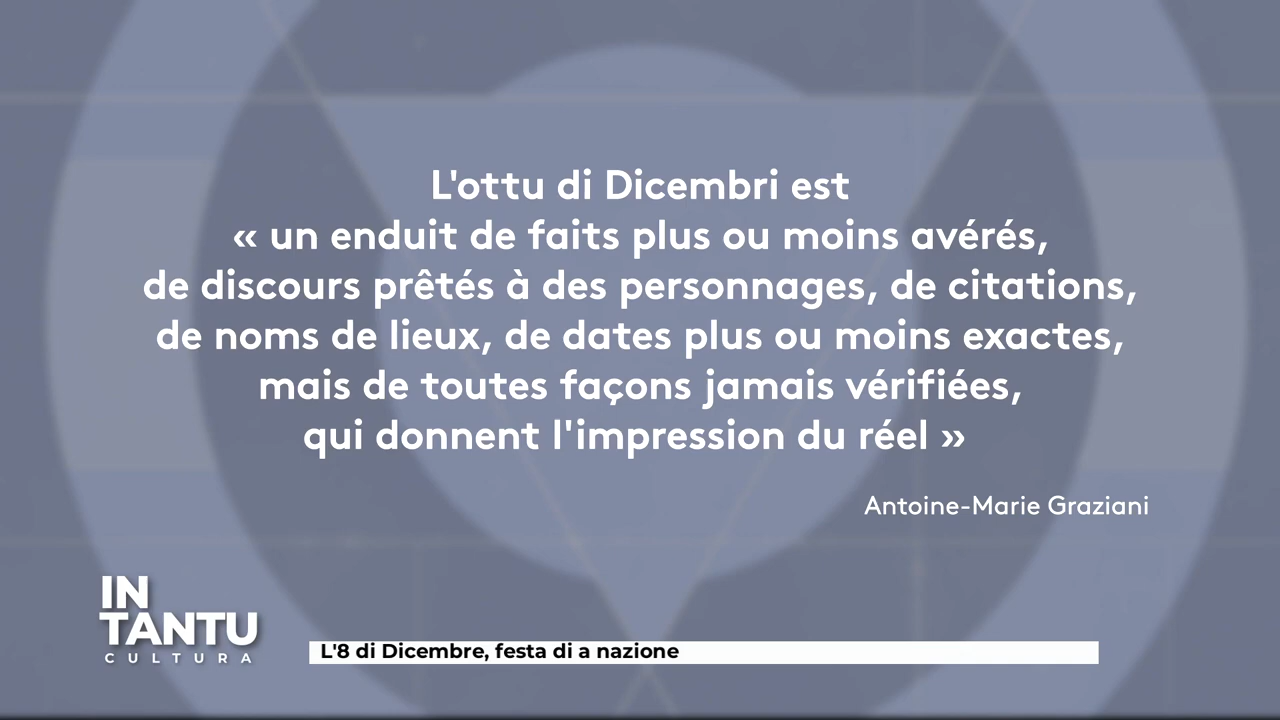 L'ottu di Dicembri est
« un enduit de faits plus ou moins avérés,
de discours prêtés à des personnages, de citations,
de noms de lieux, de dates plus ou moins exactes,
mais de toutes façons jamais vérifiées,
qui donnent l'impression du réel »
Antoine-Marie Graziani
IN
TANTU
CULTURA
L'8 di Dicembre, festa di a nazione